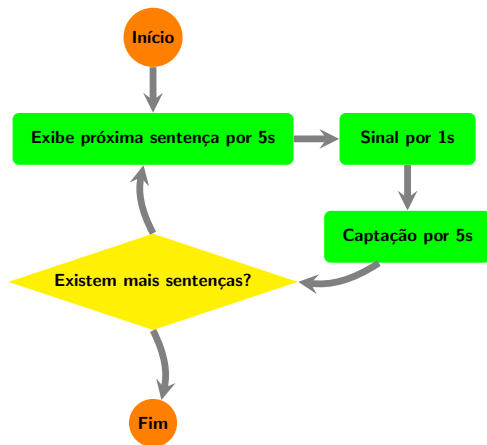 Início
Exibe próxima sentença por 5s
Sinal por 1s
Captação por 5s
Existem mais sentenças?
Fim